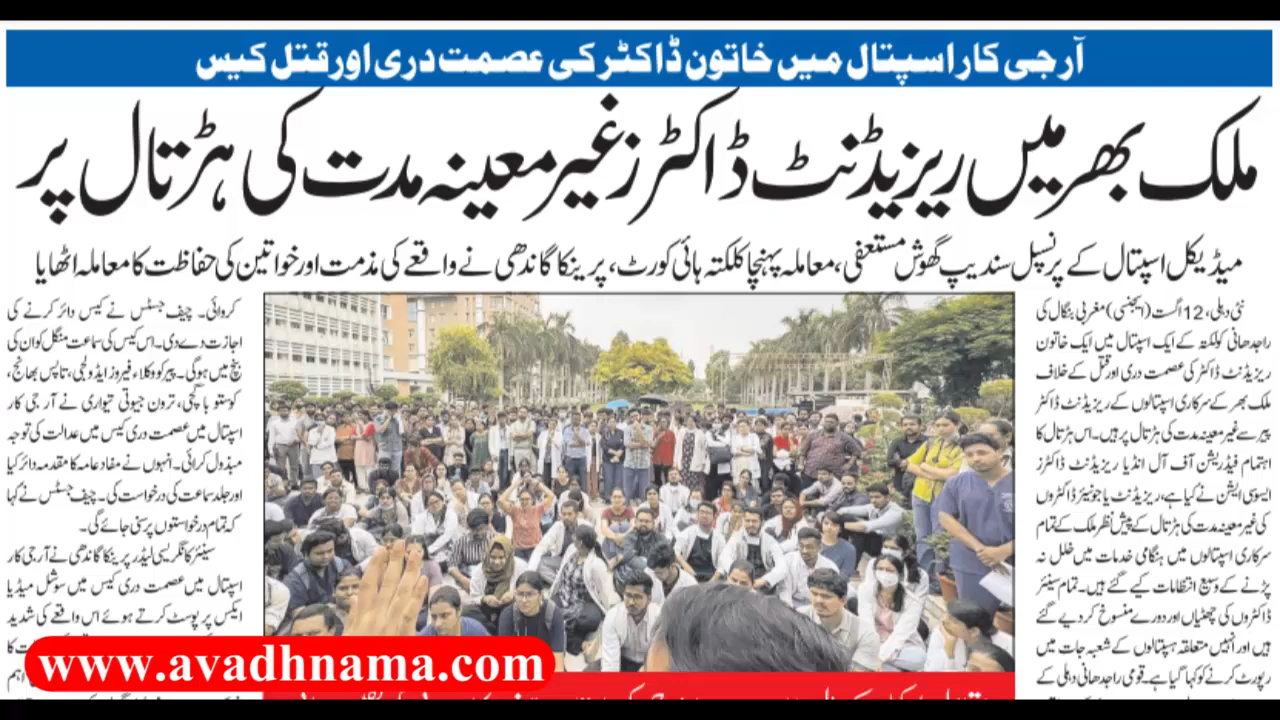 آر جی کار اسپتال میں خاتون ڈاکٹر کی عصمت دری اور قتل کیس
ملک بھر میں ریزیڈنٹ ڈاکٹرز غیر معینہ مدت کی ہڑتال پر
میڈیکل اسپتال کے پرنسپل سندیپ گھوش مستعفی، معاملہ پہنچا کلکتہ ہائی کورٹ، پرینکا گاندھی نے واقعے کی مذمت اور خواتین کی حفاظت کا معاملہ اٹھایا
نئی دہلی، 12 اگست (ایجنسی) مغربی بنگال کی
راجدھانی کولکتہ کے ایک اسپتال میں ایک خاتون
ریزیڈنٹ ڈاکٹر کی عصمت دری اور قتل کے خلاف
ملک بھر کے سرکاری اسپتالوں کے ریزیڈنٹ ڈاکٹر
پیر سے غیر معینہ مدت کی ہڑتال پر ہیں۔ اس ہڑتال کا
اہتمام فیڈریشن آف آل انڈیا ریزیڈنٹ ڈاکٹرز
ایسوسی ایشن نے کیا ہے، ریزیڈنٹ یا جونیئر ڈاکٹروں
کی غیر معینہ مدت کی ہڑتال کے پیش نظر ملک کے تمام
سرکاری اسپتالوں میں ہنگامی خدمات میں خلل نہ
پڑنے کے وسیع انتظامات کیے گئے ہیں۔ تمام سینئر
ڈاکٹروں کی چھٹیاں اور دورے منسوخ کر دیے گئے
ہیں اور انہیں متعلقہ ہسپتالوں کے شعبہ جات میں
رپورٹ کرنے کو کہا گیا ہے۔ قومی راجدھانی دہلی کے
کروائی۔ چیف جسٹس نے کیس دائر کرنے کی
اجازت دے دی۔ اس کیس کی سماعت منگل کو ان کی
بنچ میں ہوگی۔ پیر کو وکلاء، فیروز ایڈولجی، تاپس بھانج،
کوستو باگچی، ترون جیوتی تیواری نے آر جی کار
اسپتال میں عصمت دری کیس میں عدالت کی توجہ
مبذول کرائی۔ انہوں نے مفاد عامہ کا مقدمہ دائر کیا
اور جلد سماعت کی درخواست کی۔ چیف جسٹس نے کہا
کہ تمام درخواستوں پر سنی جائے گی۔
سینئر کانگریسی لیڈر پرینکا گاندھی نے آر جی کار
اسپتال میں عصمت دری کیس میں سوشل میڈیا
ایکس پر پوسٹ کرتے ہوئے اس واقعے کی شدید
www.avadhnama.com